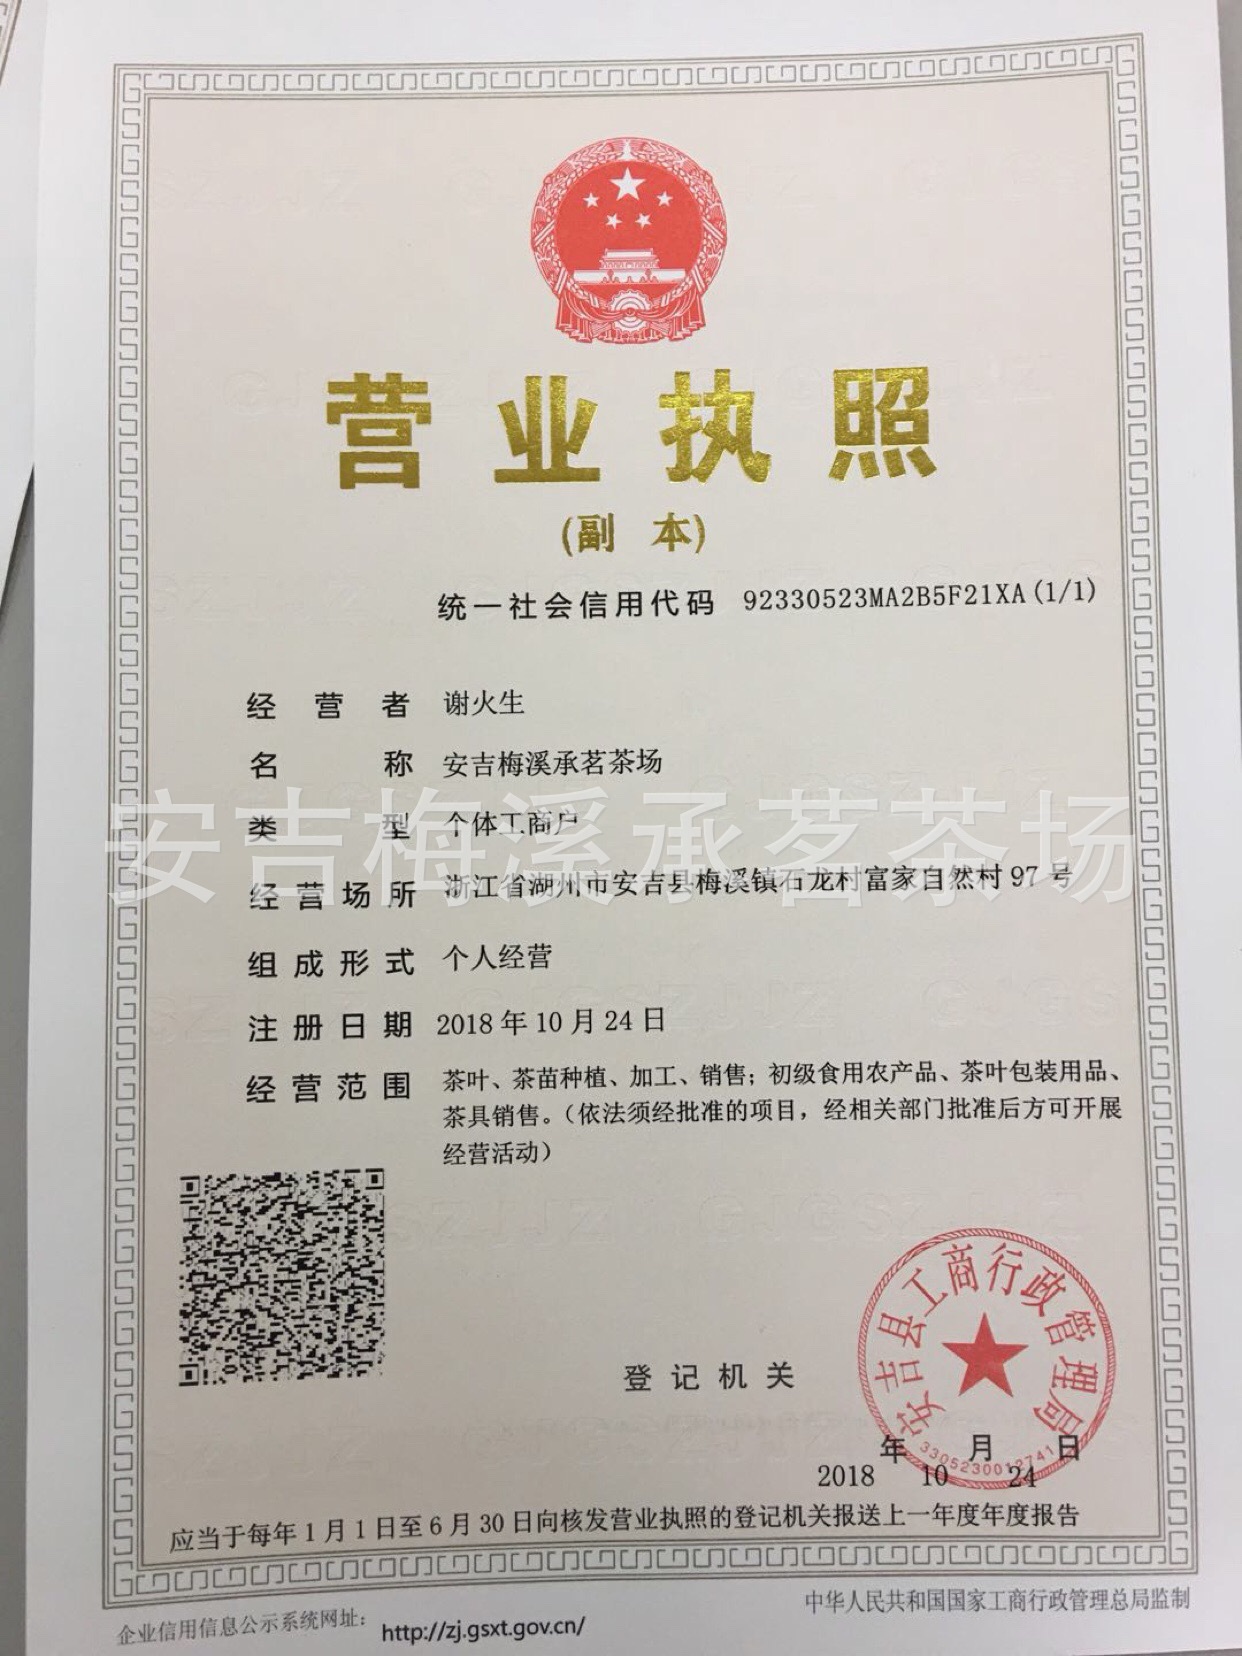 营业执照
(副 本)
统一社会信用代码 92330523MA2B5F21XA(1/1)
经营者 谢火生
名称 安吉梅溪承茗茶场
类型 个体工商户
安吉梅溪承茗茶场
经营场所 浙江省湖州市安吉县梅溪镇石龙村富家自然村97号
组成形式 个人经营
注册日期 2018年10月24日
经营范围 茶叶、茶苗种植、加工、销售；初级食用农产品、茶叶包装用品、
茶具销售。（依法须经批准的项目，经相关部门批准后方可开展
经营活动）
安吉县工商行政管理局
登记机关
3305230012741
年 月 日
2018 10 24
应当于每年1月1日至6月30日向核发营业执照的登记机关报送上一年度年度报告
企业信用信息公示系统网址： http://zj.gsxt.gov.cn/
中华人民共和国国家工商行政管理总局监制